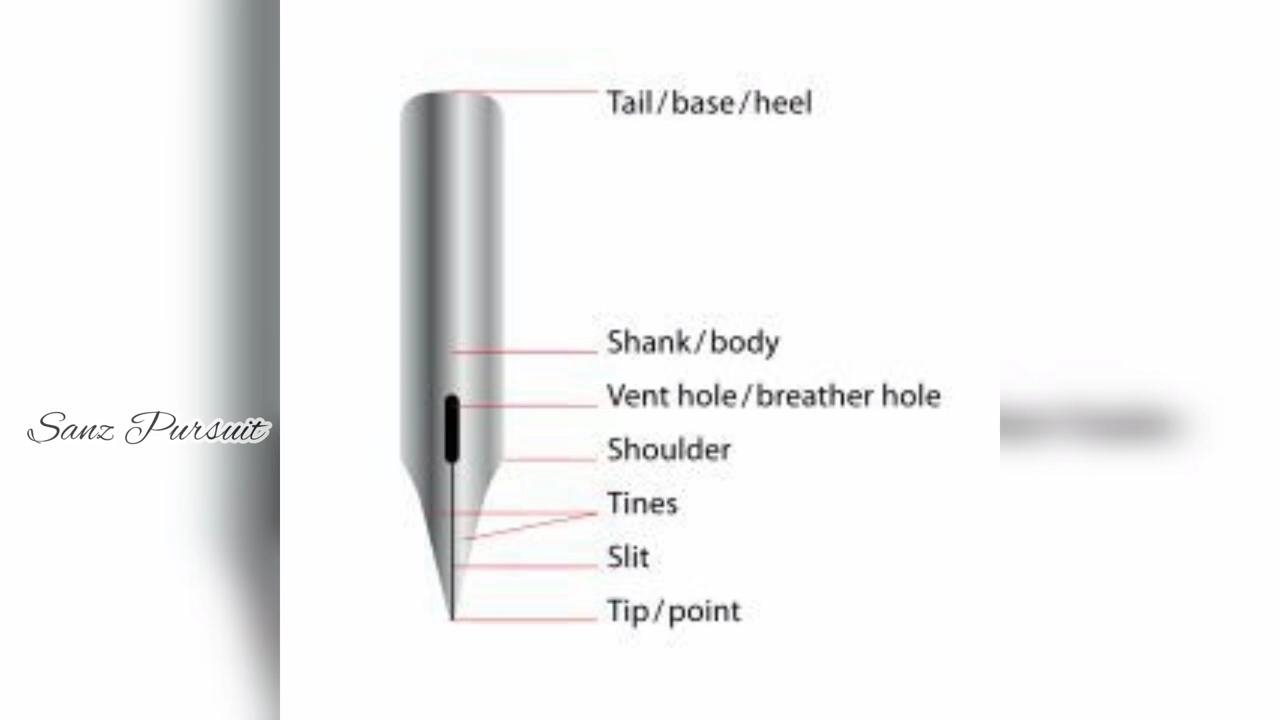 Tail/base/heel
Shank/body
Vent hole/breather hole
Shoulder
Tines
Slit
Tip/point
Sanz Pursuit